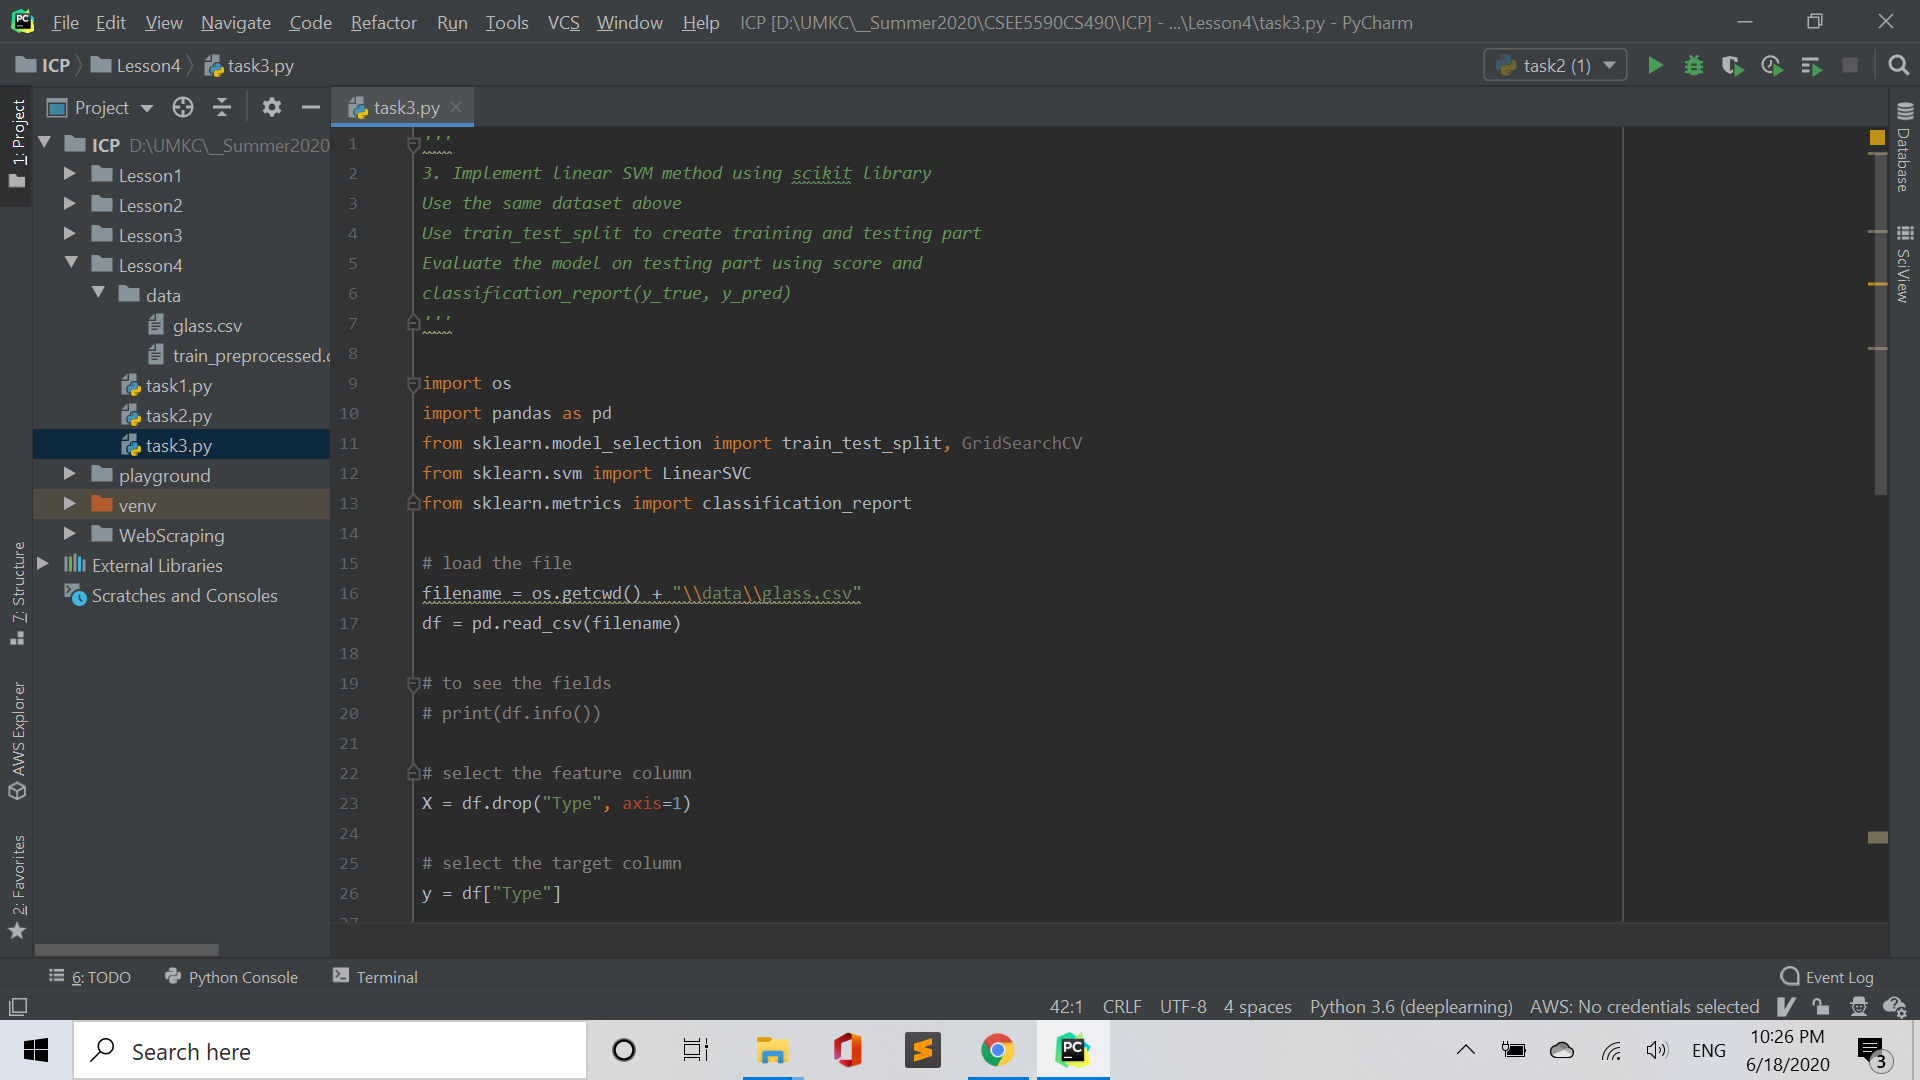 File Edit View Navigate Code Refactor Run Tools VCS Window Help ICP [D:\UMKC\__Summer2020\CSEE5590CS490\ICP] - ...\Lesson4\task3.py - PyCharm
ICP Lesson4 task3.py task2 (1)
1: Project
7: Structure
AWS Explorer
2: Favorites
Project
ICP D:\UMKC\__Summer2020
Lesson1
Lesson2
Lesson3
Lesson4
data
glass.csv
train_preprocessed.c
task1.py
task2.py
task3.py
playground
venv
WebScraping
External Libraries
Scratches and Consoles
task3.py
1 '''
2 3. Implement linear SVM method using scikit library
3 Use the same dataset above
4 Use train_test_split to create training and testing part
5 Evaluate the model on testing part using score and
6 classification_report(y_true, y_pred)
7 '''
8
9 import os
10 import pandas as pd
11 from sklearn.model_selection import train_test_split, GridSearchCV
12 from sklearn.svm import LinearSVC
13 from sklearn.metrics import classification_report
14
15 # load the file
16 filename = os.getcwd() + "\\data\\glass.csv"
17 df = pd.read_csv(filename)
18
19 # to see the fields
20 # print(df.info())
21
22 # select the feature column
23 X = df.drop("Type", axis=1)
24
25 # select the target column
26 y = df["Type"]
27
Database
SciView
6: TODO Python Console Terminal Event Log
42:1 CRLF UTF-8 4 spaces Python 3.6 (deeplearning) AWS: No credentials selected
Search here
ENG
10:26 PM
6/18/2020
3